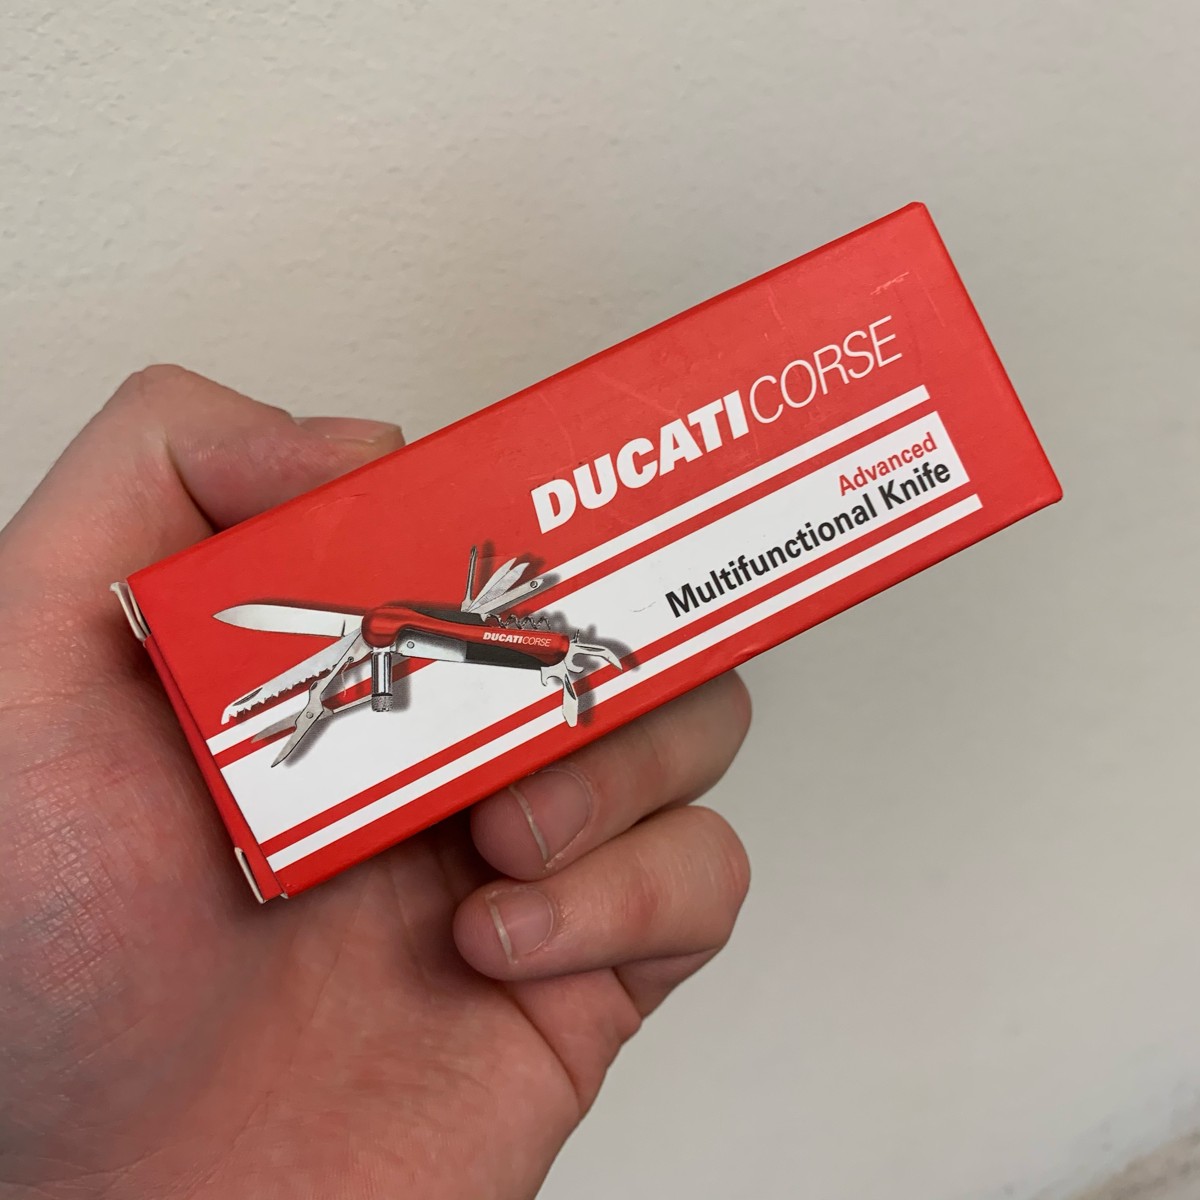 DUCATICORSE
Advanced
Multifunctional Knife
DUCATICORSE